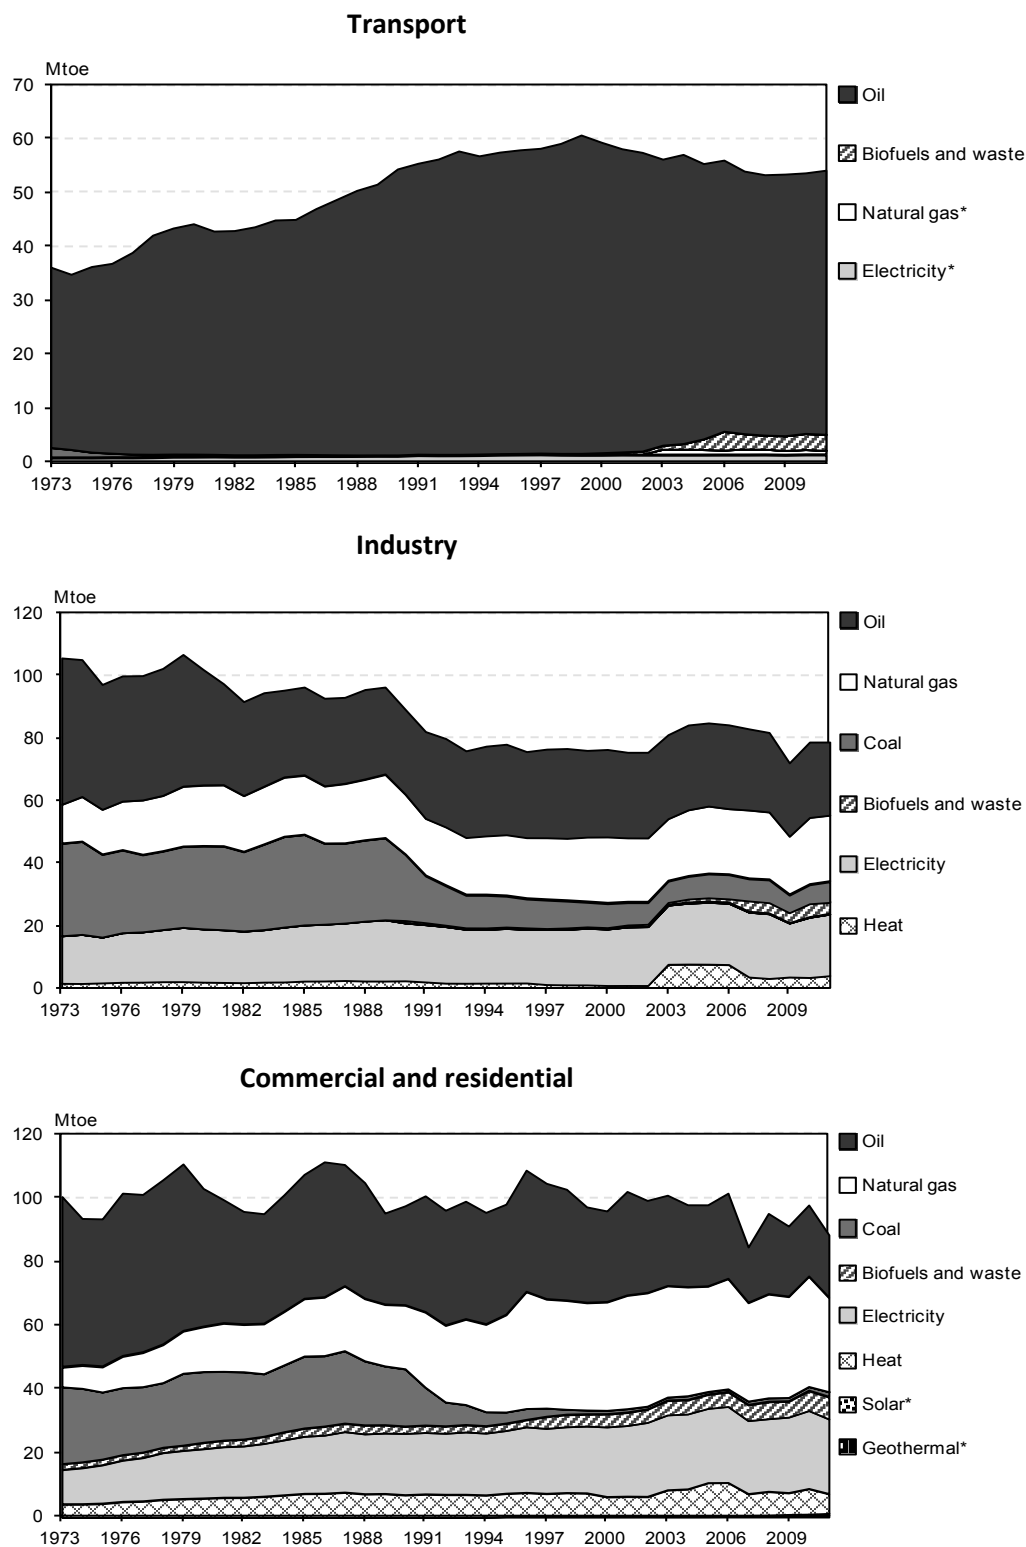 Transport
Mtoe
70
60
50
40
30
20
10
0
1973 1976 1979 1982 1985 1988 1991 1994 1997 2000 2003 2006 2009
Oil
Biofuels and waste
Natural gas*
Electricity*
Industry
Mtoe
120
100
80
60
40
20
0
1973 1976 1979 1982 1985 1988 1991 1994 1997 2000 2003 2006 2009
Oil
Natural gas
Coal
Biofuels and waste
Electricity
Heat
Commercial and residential
Mtoe
120
100
80
60
40
20
0
1973 1976 1979 1982 1985 1988 1991 1994 1997 2000 2003 2006 2009
Oil
Natural gas
Coal
Biofuels and waste
Electricity
Heat
Solar*
Geothermal*